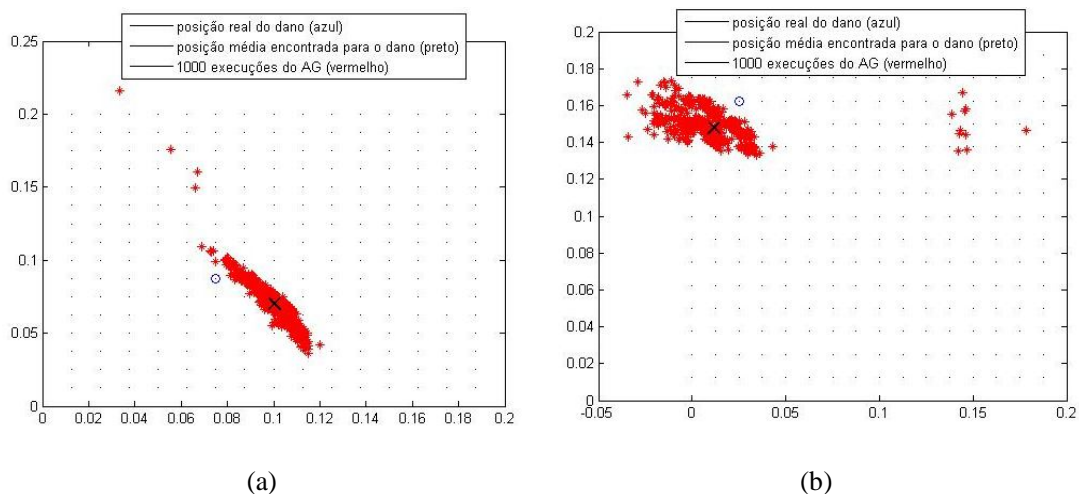 posição real do dano (azul)
posição média encontrada para o dano (preto)
1000 execuções do AG (vermelho)
0.25
0.2
0.15
0.1
0.05
0
0 0.02 0.04 0.06 0.08 0.1 0.12 0.14 0.16 0.18 0.2
(a)
posição real do dano (azul)
posição média encontrada para o dano (preto)
1000 execuções do AG (vermelho)
0.2
0.18
0.16
0.14
0.12
0.1
0.08
0.06
0.04
0.02
0
-0.05 0 0.05 0.1 0.15 0.2
(b)